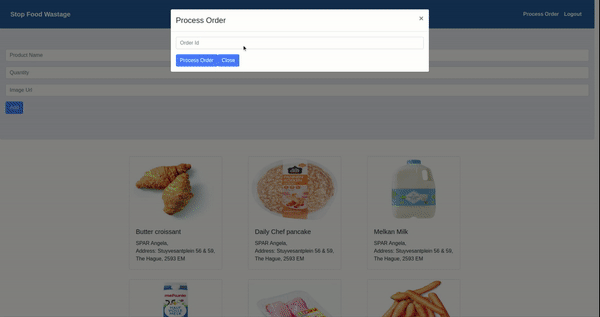 Stop Food Wastage
Process Order
Logout
Process Order
×
Order Id
Process Order
Close
Product Name
Quantity
Image Url
Add
Butter croissant
SPAR Angela,
Address: Stuyvesantplein 56 & 59,
The Hague, 2593 EM
Daily Chef pancake
SPAR Angela,
Address: Stuyvesantplein 56 & 59,
The Hague, 2593 EM
Melkan Milk
SPAR Angela,
Address: Stuyvesantplein 56 & 59,
The Hague, 2593 EM